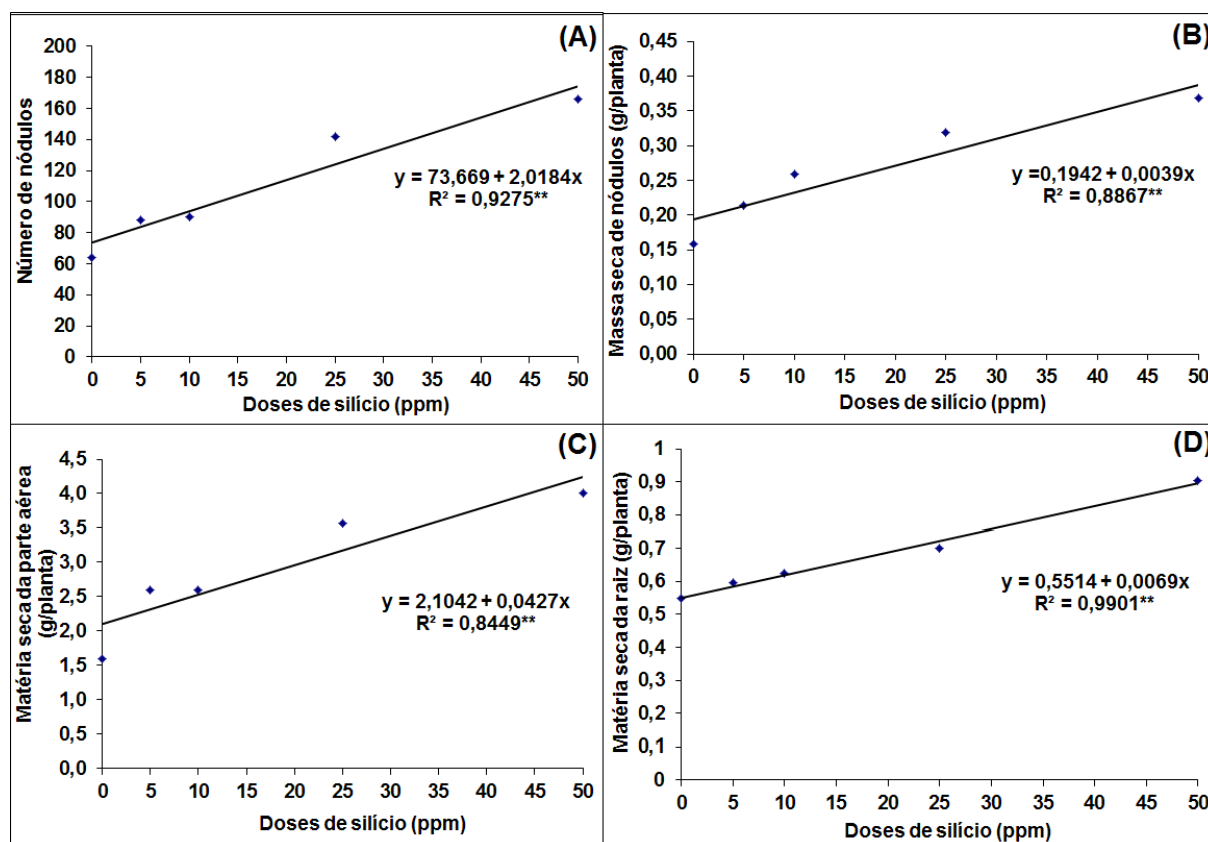 (A)
Número de nódulos
200
180
160
140
120
100
80
60
40
20
0
y = 73,669 + 2,0184x
R² = 0,9275**
0 5 10 15 20 25 30 35 40 45 50
Doses de silício (ppm)
(B)
Massa seca de nódulos (g/planta)
0,45
0,40
0,35
0,30
0,25
0,20
0,15
0,10
0,05
0,00
y =0,1942 + 0,0039x
R² = 0,8867**
0 5 10 15 20 25 30 35 40 45 50
Doses de silício (ppm)
(C)
Matéria seca da parte aérea
(g/planta)
4,5
4,0
3,5
3,0
2,5
2,0
1,5
1,0
0,5
0,0
y = 2,1042 + 0,0427x
R² = 0,8449**
0 5 10 15 20 25 30 35 40 45 50
Doses de silício (ppm)
(D)
Matéria seca da raiz (g/planta)
1
0,9
0,8
0,7
0,6
0,5
0,4
0,3
0,2
0,1
0
y = 0,5514 + 0,0069x
R² = 0,9901**
0 5 10 15 20 25 30 35 40 45 50
Doses de silício (ppm)